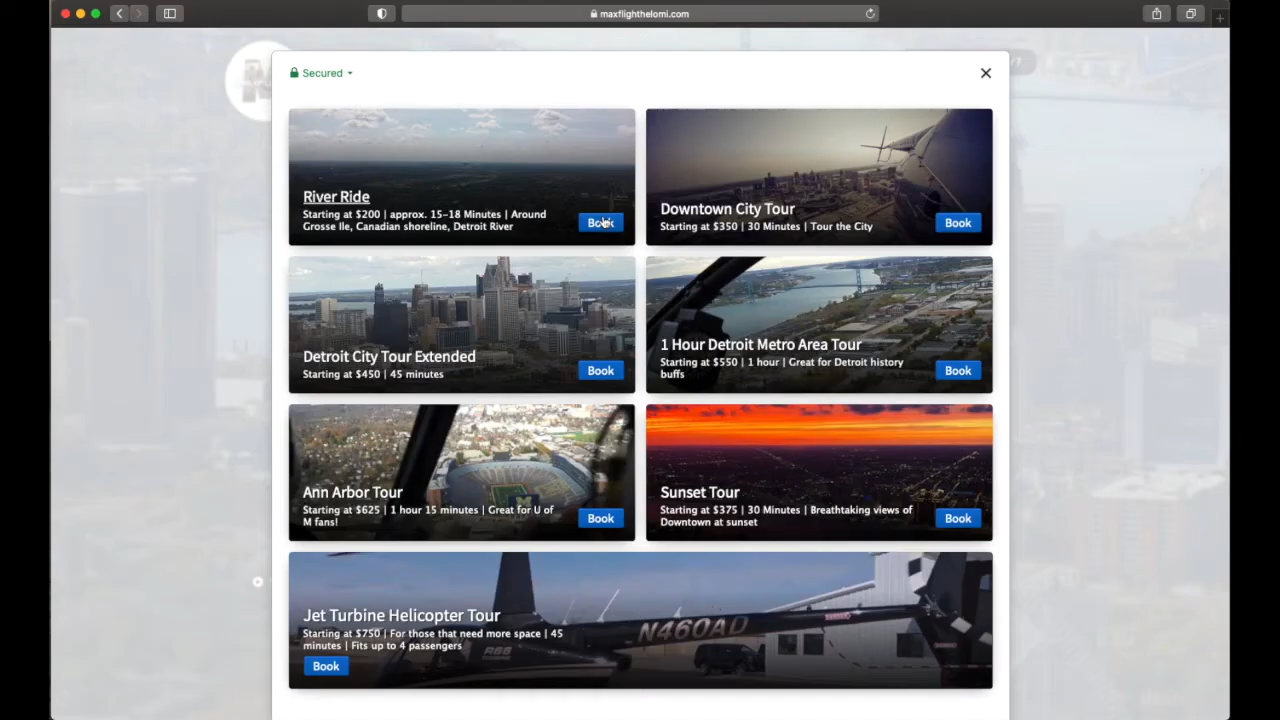 maxflighthelomi.com
Secured
River Ride
Starting at $200 | approx. 15-18 Minutes | Around
Grosse Ile, Canadian shoreline, Detroit River
Book
Downtown City Tour
Starting at $350 | 30 Minutes | Tour the City
Book
Detroit City Tour Extended
Starting at $450 | 45 minutes
Book
1 Hour Detroit Metro Area Tour
Starting at $550 | 1 hour | Great for Detroit history
buffs
Book
Ann Arbor Tour
Starting at $625 | 1 hour 15 minutes | Great for U of
M fans!
Book
M
Sunset Tour
Starting at $375 | 30 Minutes | Breathtaking views of
Downtown at sunset
Book
Jet Turbine Helicopter Tour
Starting at $750 | For those that need more space | 45
minutes | Fits up to 4 passengers
Book
N460AD
R66